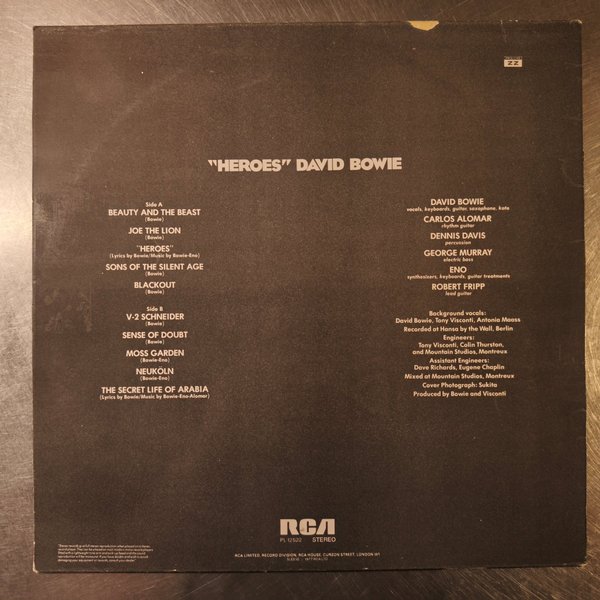 ZZ
"HEROES" DAVID BOWIE
Side A
BEAUTY AND THE BEAST
(Bowie)
JOE THE LION
(Bowie)
"HEROES"
(Lyrics by Bowie/Music by Bowie-Eno)
SONS OF THE SILENT AGE
(Bowie)
BLACKOUT
(Bowie)
Side B
V-2 SCHNEIDER
(Bowie)
SENSE OF DOUBT
(Bowie)
MOSS GARDEN
(Bowie-Eno)
NEUKÖLN
(Bowie-Eno)
THE SECRET LIFE OF ARABIA
(Lyrics by Bowie/Music by Bowie-Eno-Alomar)
DAVID BOWIE
vocals, keyboards, guitar, saxophone, koto
CARLOS ALOMAR
rhythm guitar
DENNIS DAVIS
percussion
GEORGE MURRAY
electric bass
ENO
synthesizers, keyboards, guitar treatments
ROBERT FRIPP
lead guitar
Background vocals:
David Bowie, Tony Visconti, Antonia Maass
Recorded at Hansa by the Wall, Berlin
Engineers:
Tony Visconti, Colin Thurston,
and Mountain Studios, Montreux
Assistant Engineers:
Dave Richards, Eugene Chaplin
Mixed at Mountain Studios, Montreux
Cover Photograph: Sukita
Produced by Bowie and Visconti
RCA
PL 12522 STEREO
RCA LIMITED, RECORD DIVISION, RCA HOUSE, CURZON STREET, LONDON W1